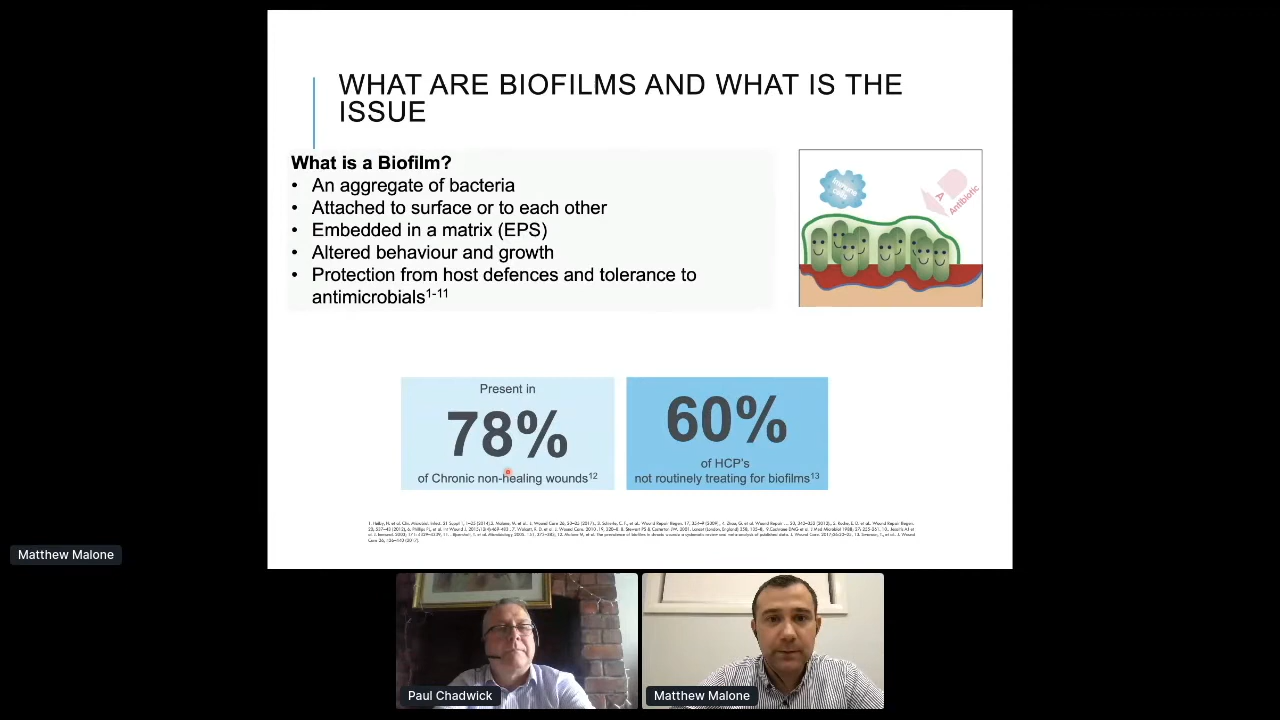 WHAT ARE BIOFILMS AND WHAT IS THE
ISSUE
What is a Biofilm?
• An aggregate of bacteria
• Attached to surface or to each other
• Embedded in a matrix (EPS)
• Altered behaviour and growth
• Protection from host defences and tolerance to
antimicrobials1-11
Immune
Cells
A
Antibiotic
Present in
78%
of Chronic non-healing wounds12
60%
of HCP's
not routinely treating for biofilms13
Matthew Malone
Paul Chadwick
Matthew Malone